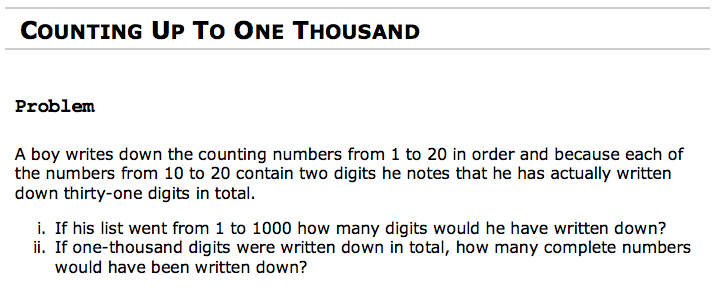 COUNTING UP TO ONE THOUSAND
Problem
A boy writes down the counting numbers from 1 to 20 in order and because each of
the numbers from 10 to 20 contain two digits he notes that he has actually written
down thirty-one digits in total.
i. If his list went from 1 to 1000 how many digits would he have written down?
ii. If one-thousand digits were written down in total, how many complete numbers
would have been written down?